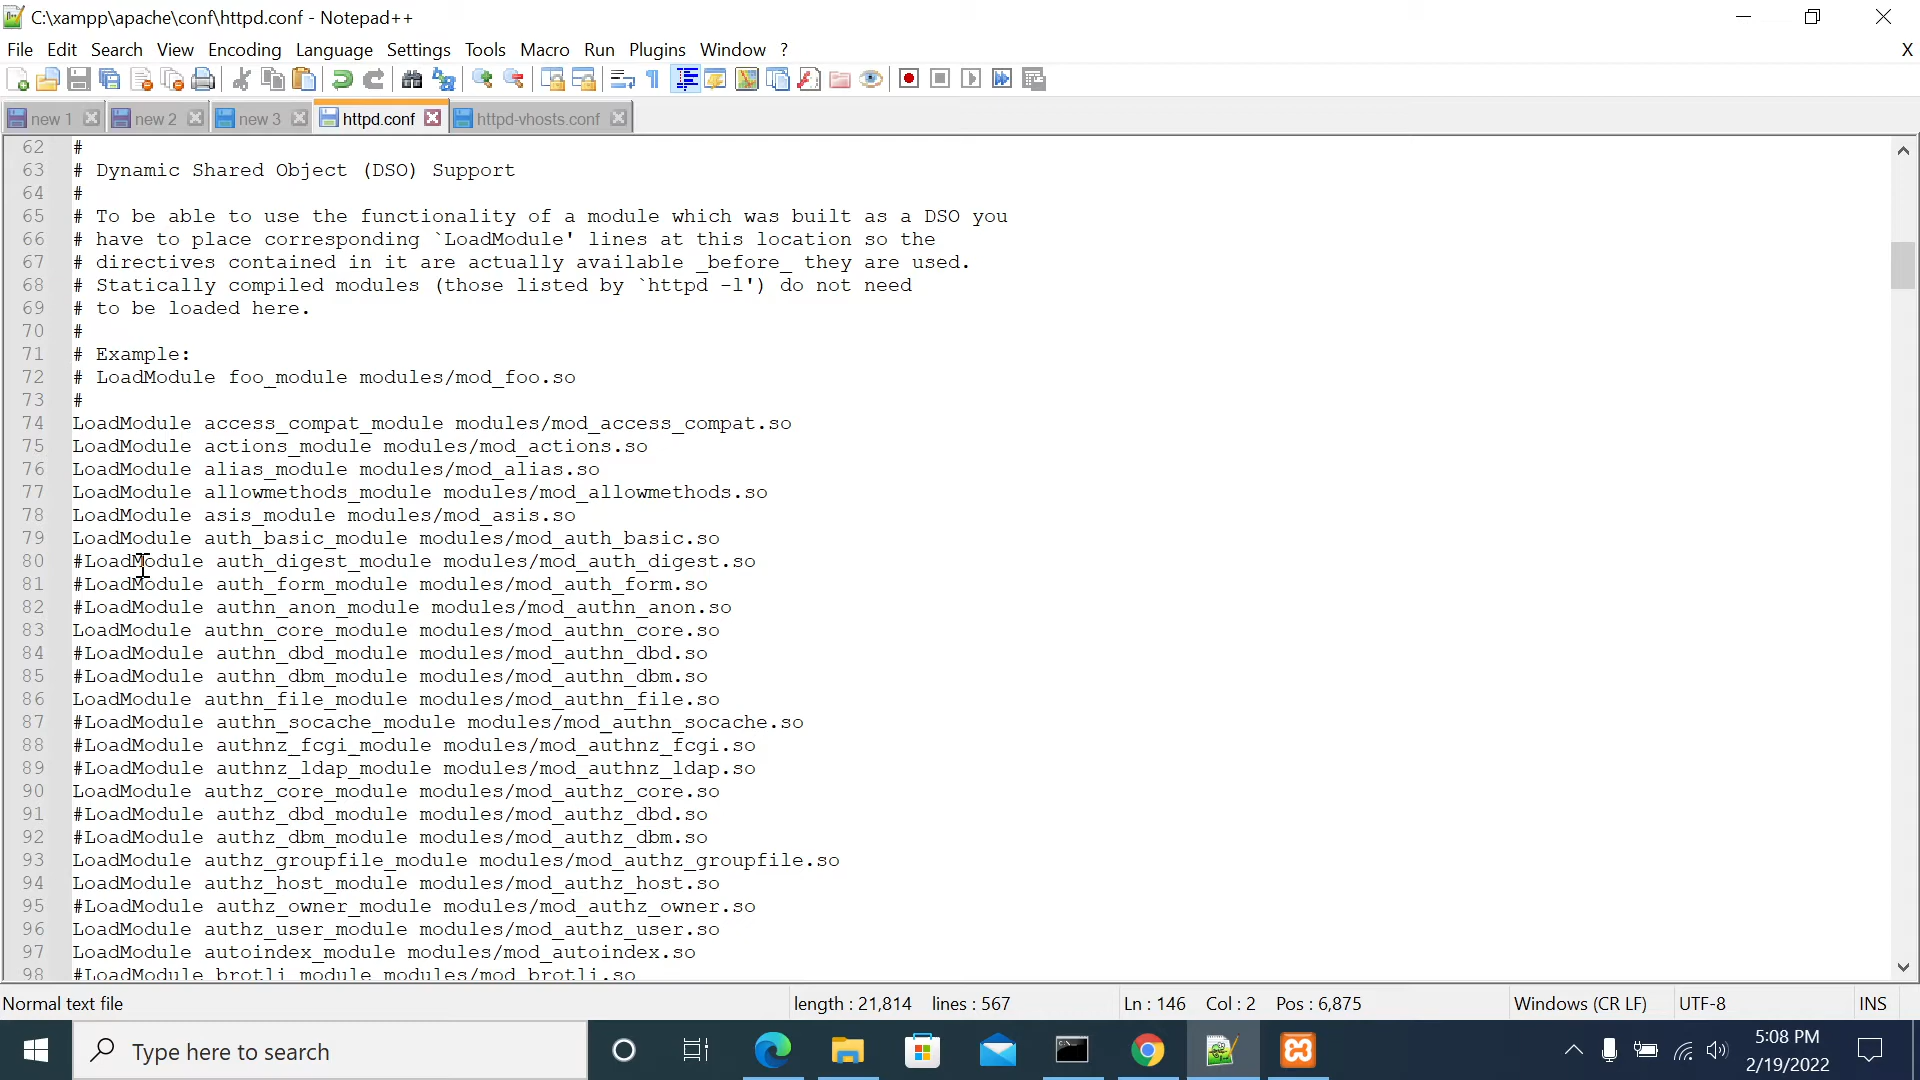 C:\xampp\apache\conf\httpd.conf - Notepad++
File Edit Search View Encoding Language Settings Tools Macro Run Plugins Window ? X
new 1 new 2 new 3 httpd.conf httpd-vhosts.conf
62 #
63 # Dynamic Shared Object (DSO) Support
64 #
65 # To be able to use the functionality of a module which was built as a DSO you
66 # have to place corresponding `LoadModule' lines at this location so the
67 # directives contained in it are actually available _before_ they are used.
68 # Statically compiled modules (those listed by `httpd -l') do not need
69 # to be loaded here.
70 #
71 # Example:
72 # LoadModule foo_module modules/mod_foo.so
73 #
74 LoadModule access_compat_module modules/mod_access_compat.so
75 LoadModule actions_module modules/mod_actions.so
76 LoadModule alias_module modules/mod_alias.so
77 LoadModule allowmethods_module modules/mod_allowmethods.so
78 LoadModule asis_module modules/mod_asis.so
79 LoadModule auth_basic_module modules/mod_auth_basic.so
80 #LoadModule auth_digest_module modules/mod_auth_digest.so
81 #LoadModule auth_form_module modules/mod_auth_form.so
82 #LoadModule authn_anon_module modules/mod_authn_anon.so
83 LoadModule authn_core_module modules/mod_authn_core.so
84 #LoadModule authn_dbd_module modules/mod_authn_dbd.so
85 #LoadModule authn_dbm_module modules/mod_authn_dbm.so
86 LoadModule authn_file_module modules/mod_authn_file.so
87 #LoadModule authn_socache_module modules/mod_authn_socache.so
88 #LoadModule authnz_fcgi_module modules/mod_authnz_fcgi.so
89 #LoadModule authnz_ldap_module modules/mod_authnz_ldap.so
90 LoadModule authz_core_module modules/mod_authz_core.so
91 #LoadModule authz_dbd_module modules/mod_authz_dbd.so
92 #LoadModule authz_dbm_module modules/mod_authz_dbm.so
93 LoadModule authz_groupfile_module modules/mod_authz_groupfile.so
94 LoadModule authz_host_module modules/mod_authz_host.so
95 #LoadModule authz_owner_module modules/mod_authz_owner.so
96 LoadModule authz_user_module modules/mod_authz_user.so
97 LoadModule autoindex_module modules/mod_autoindex.so
98 #LoadModule brotli_module modules/mod_brotli.so
Normal text file length : 21,814 lines : 567 Ln : 146 Col : 2 Pos : 6,875 Windows (CR LF) UTF-8 INS
Type here to search
5:08 PM
2/19/2022